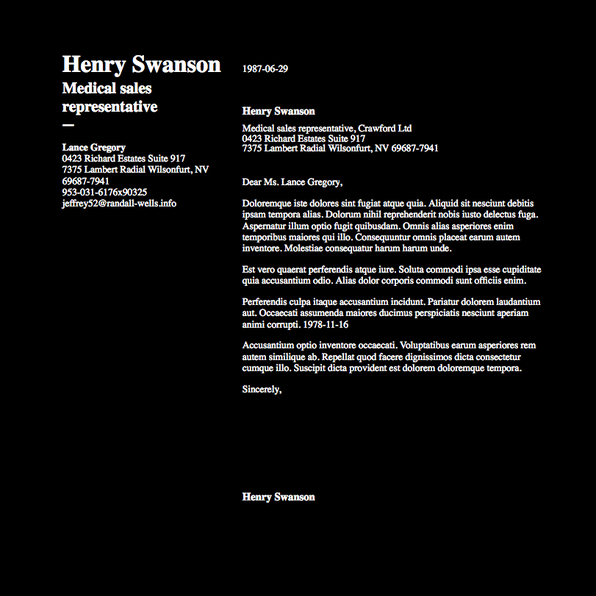 Henry Swanson
Medical sales
representative
Lance Gregory
0423 Richard Estates Suite 917
7375 Lambert Radial Wilsonfurt, NV
69687-7941
953-031-6176x90325
jeffrey52@randall-wells.info
1987-06-29
Henry Swanson
Medical sales representative, Crawford Ltd
0423 Richard Estates Suite 917
7375 Lambert Radial Wilsonfurt, NV 69687-7941
Dear Ms. Lance Gregory,
Doloremque iste dolores sint fugiat atque quia. Aliquid sit nesciunt debitis
ipsam tempora alias. Dolorum nihil reprehenderit nobis iusto delectus fuga.
Aspernatur illum optio fugit quibusdam. Omnis alias asperiores enim
temporibus maiores qui illo. Consequuntur omnis placeat earum autem
inventore. Molestiae consequatur harum harum unde.
Est vero quaerat perferendis atque iure. Soluta commodi ipsa esse cupiditate
quia accusantium odio. Alias dolor corporis commodi sunt officiis enim.
Perferendis culpa itaque accusantium incidunt. Pariatur dolorem laudantium
aut. Occaecati assumenda maiores ducimus perspiciatis nesciunt aperiam
animi corrupti. 1978-11-16
Accusantium optio inventore occaecati. Voluptatibus earum asperiores rem
autem similique ab. Repellat quod facere dignissimos dicta consectetur
cumque illo. Suscipit dicta provident est dolorem doloremque tempora.
Sincerely,
Henry Swanson